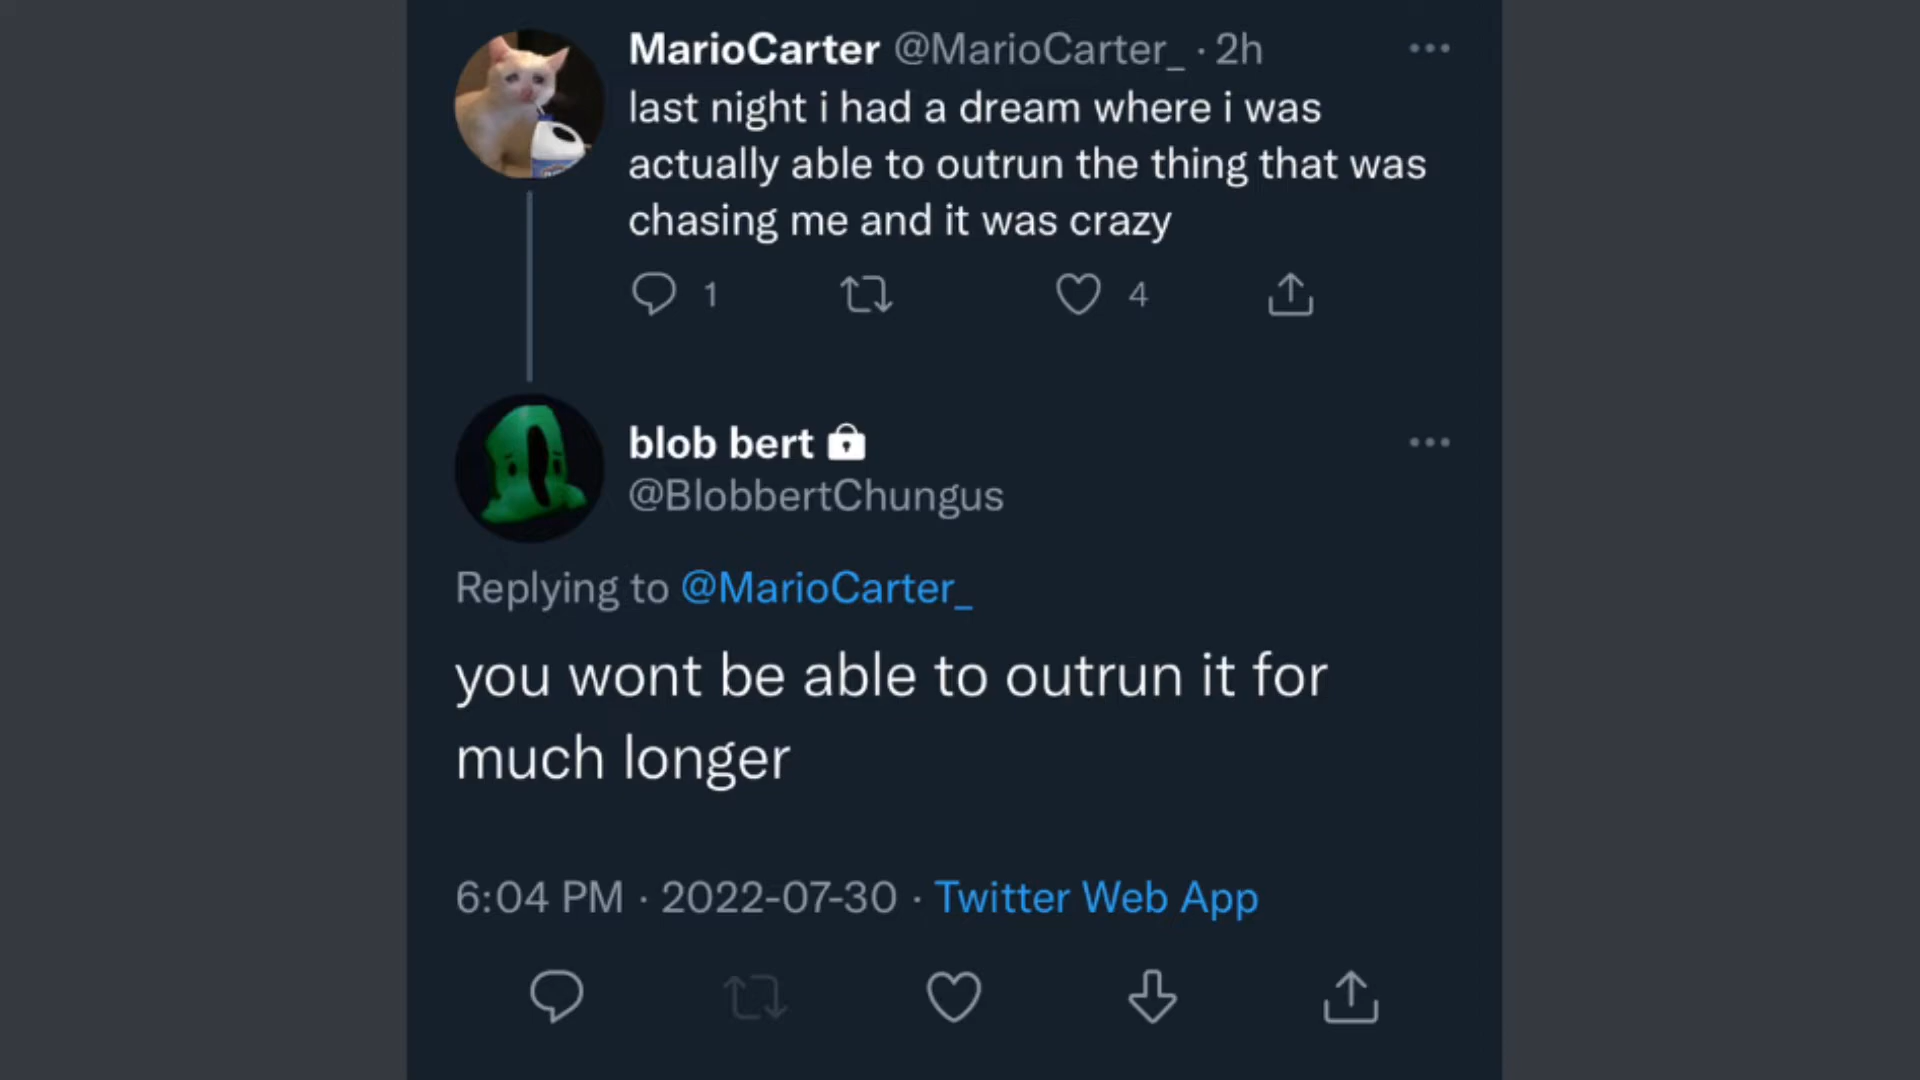 MarioCarter @MarioCarter_ · 2h
last night i had a dream where i was
actually able to outrun the thing that was
chasing me and it was crazy
1 4
blob bert
@BlobbertChungus
Replying to @MarioCarter_
you wont be able to outrun it for
much longer
6:04 PM · 2022-07-30 · Twitter Web App